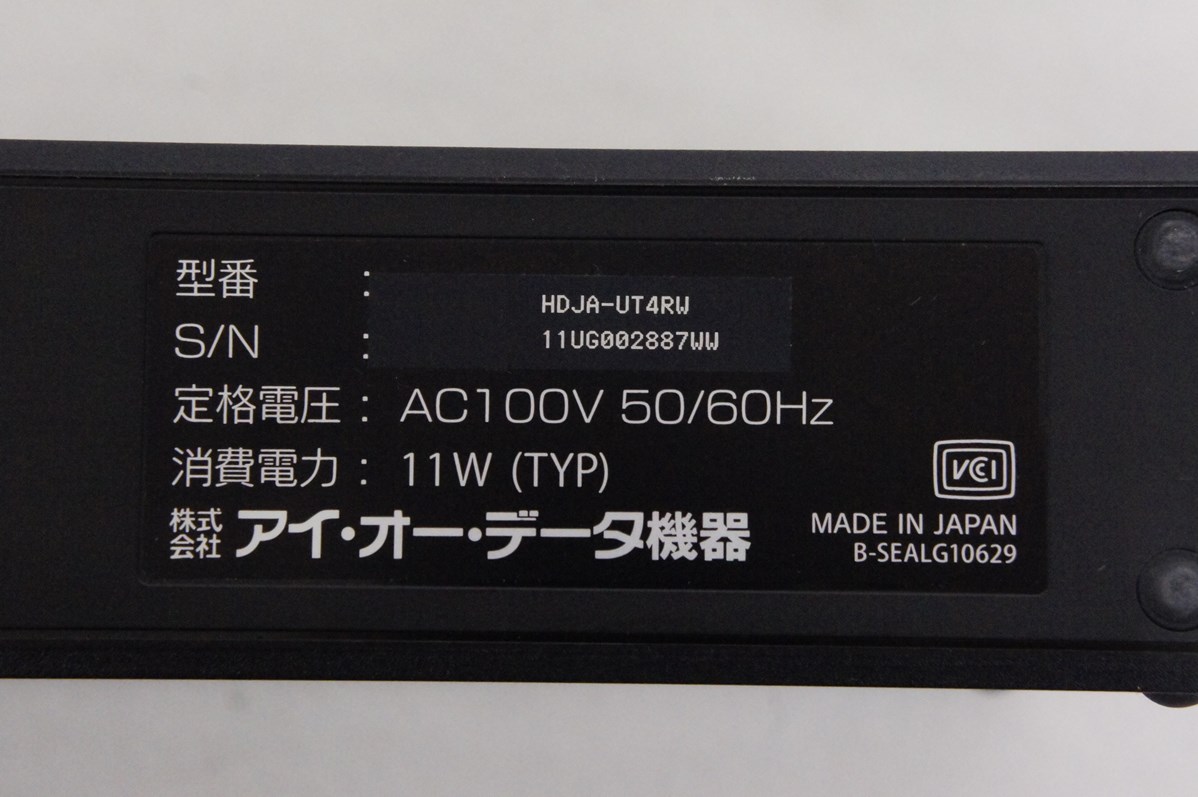 型番 : HDJA-UT4RW
S/N : 11UG002887WW
定格電圧 : AC100V 50/60Hz
消費電力 : 11W (TYP)
株式会社 アイ・オー・データ機器
VCCI
MADE IN JAPAN
B-SEALG10629